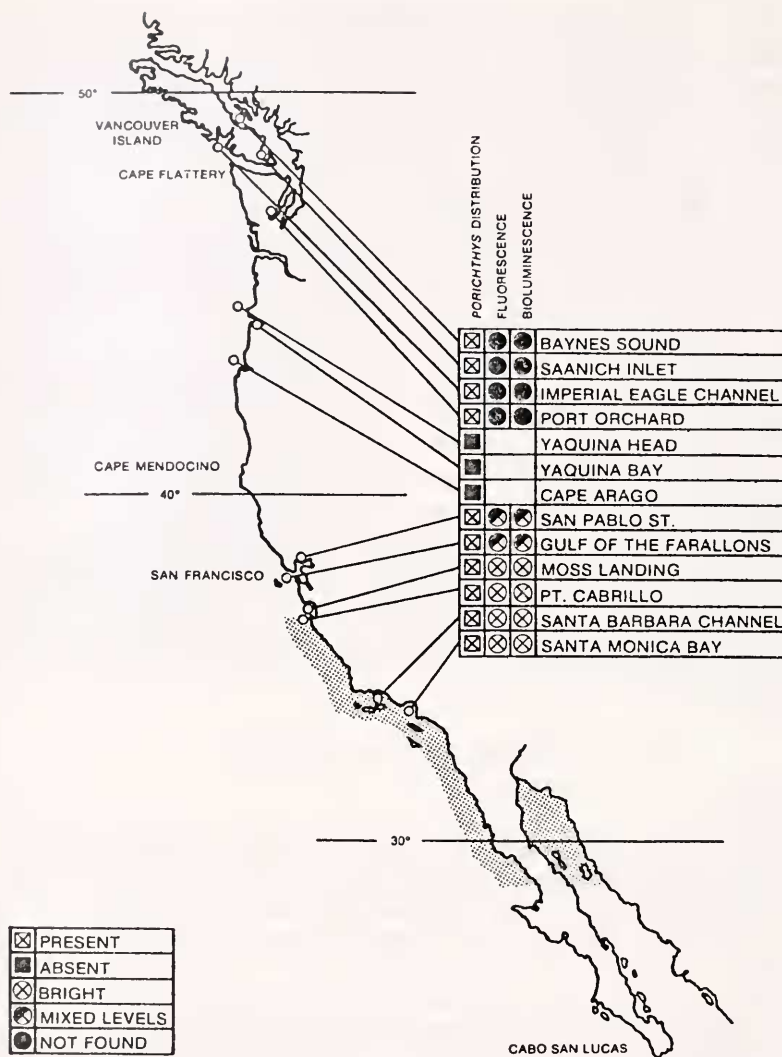 50°
VANCOUVER
ISLAND
CAPE FLATTERY
PORICHTHYS DISTRIBUTION
FLUORESCENCE
BIOLUMINESCENCE
BAYNES SOUND
SAANICH INLET
IMPERIAL EAGLE CHANNEL
PORT ORCHARD
YAQUINA HEAD
YAQUINA BAY
CAPE ARAGO
SAN PABLO ST.
GULF OF THE FARALLONS
MOSS LANDING
PT. CABRILLO
SANTA BARBARA CHANNEL
SANTA MONICA BAY
CAPE MENDOCINO
40°
SAN FRANCISCO
30°
PRESENT
ABSENT
BRIGHT
MIXED LEVELS
NOT FOUND
CABO SAN LUCAS